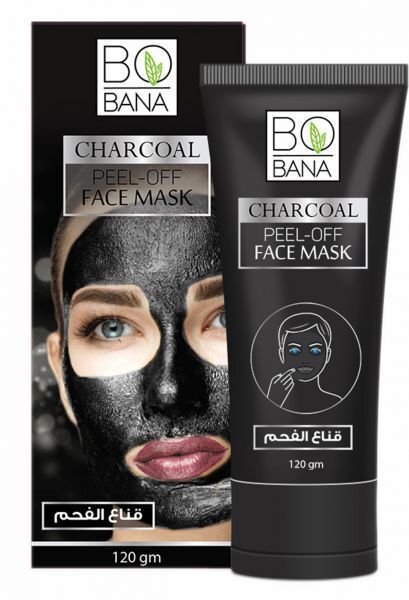 BO
BANA
CHARCOAL
PEEL-OFF
FACE MASK
قناع الفحم
120 gm
BO
BANA
CHARCOAL
PEEL-OFF
FACE MASK
قناع الفحم
120 gm